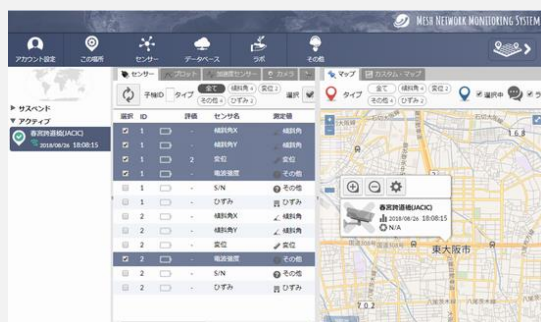 MESH NETWORK MONITORING SYSTEM
アカウント設定 この場所 センサー データベース ラボ その他
センサー プロット 加速度センサー カメラ
マップ カスタム・マップ
子機ID タイプ 全て 傾斜角 4 変位 2 選択
その他 4 ひずみ 2
タイプ 全て 傾斜角 4 変位 2 選択中
その他 4 ひずみ 2
サスペンド
アクティブ
春宮跨道橋(JACIC)
2018/06/26 18:08:15
選択 ID 評価 センサ名 測定値
1 - 傾斜角X 傾斜角
1 - 傾斜角Y 傾斜角
1 2 変位 変位
1 - 電波強度 その他
1 - S/N その他
1 - ひずみ ひずみ
2 - 傾斜角X 傾斜角
2 - 傾斜角Y 傾斜角
2 - 変位 変位
2 - 電波強度 その他
2 - S/N その他
2 - ひずみ ひずみ
168
春宮跨道橋(JACIC)
2018/06/26 18:08:15
N/A
東大阪市
702